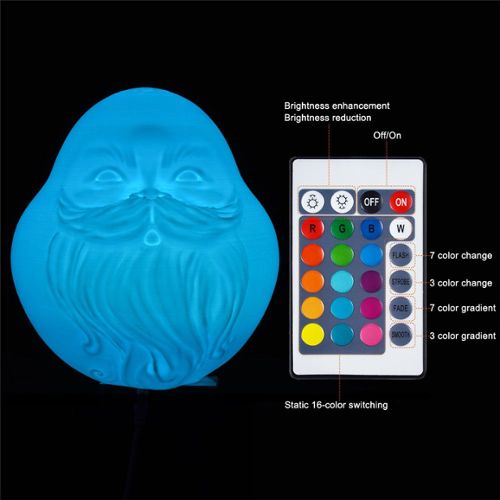 Brightness enhancement
Brightness reduction
Off/On
OFF ON
R G B W
FLASH 7 color change
STROBE 3 color change
FADE 7 color gradient
SMOOTH 3 color gradient
Static 16-color switching